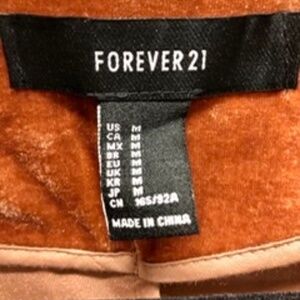 FOREVER 21
US M
CA M
MX M
BR M
EU M
UK M
KR M
JP M
CN 165/92A
MADE IN CHINA